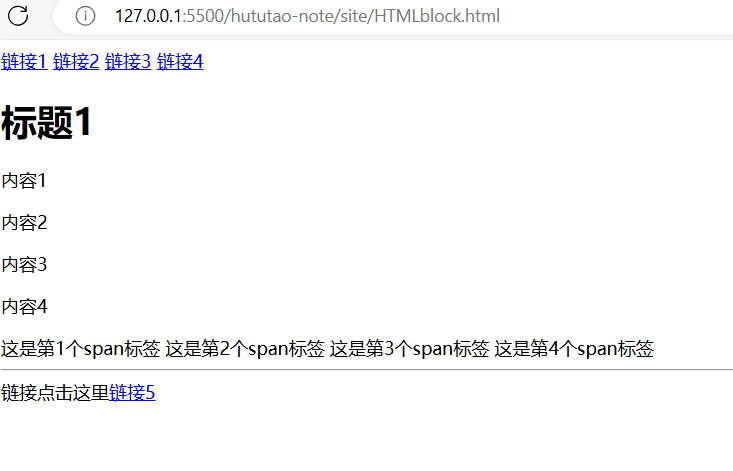 127.0.0.1:5500/hututao-note/site/HTMLblock.html
链接1 链接2 链接3 链接4
标题1
内容1
内容2
内容3
内容4
这是第1个span标签 这是第2个span标签 这是第3个span标签 这是第4个span标签
链接点击这里链接5